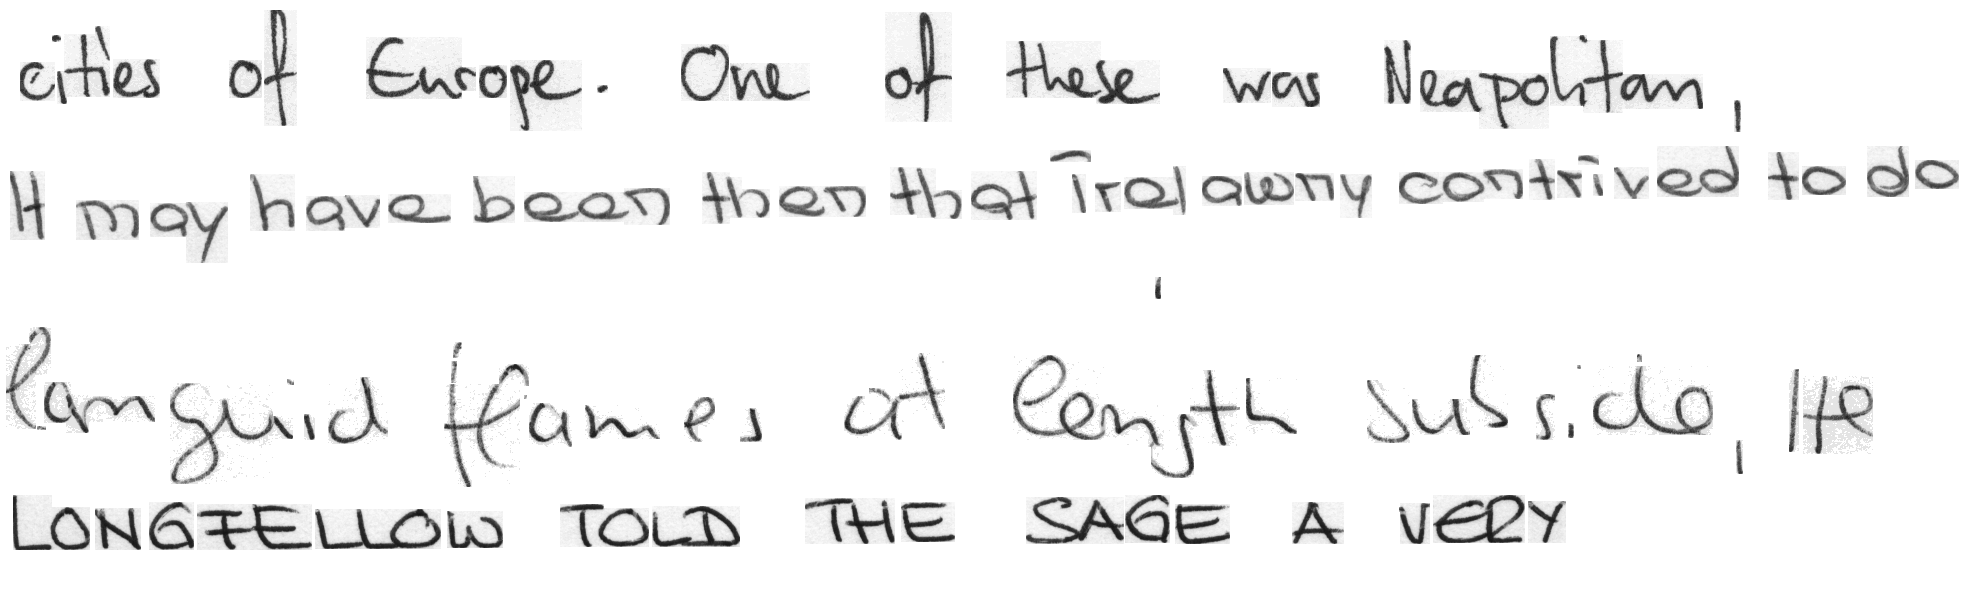 cities of Europe. One of these was Neapolitan,
It may have been then that Trelawny contrived to do
languid flames at length subside, He
LONGFELLOW TOLD THE SAGE A VERY